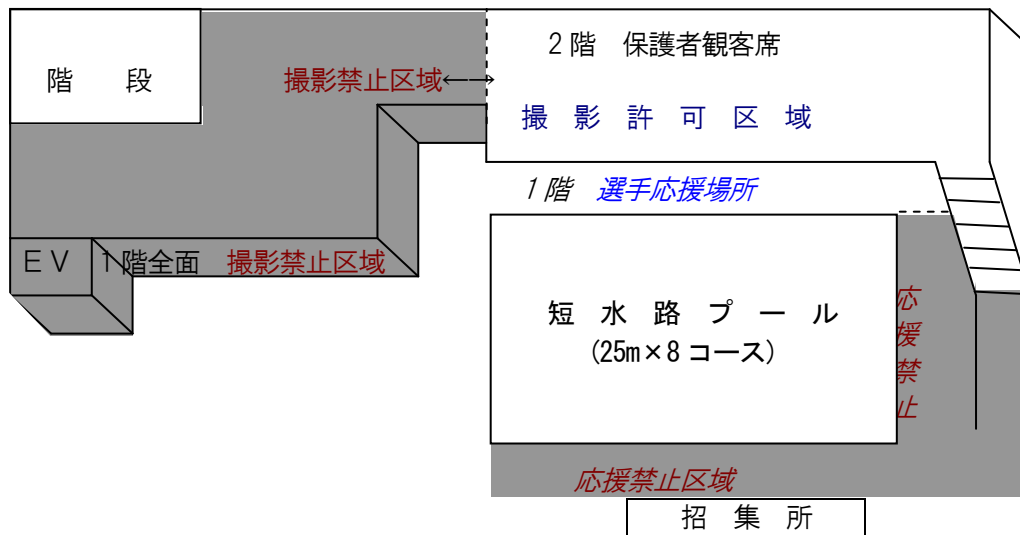 2階 保護者観客席
階 段
撮影禁止区域←→
撮 影 許 可 区 域
1階 選手応援場所
EV
1階全面 撮影禁止区域
短 水 路 プ ー ル
(25m×8コース)
応援禁止
応援禁止区域
招 集 所